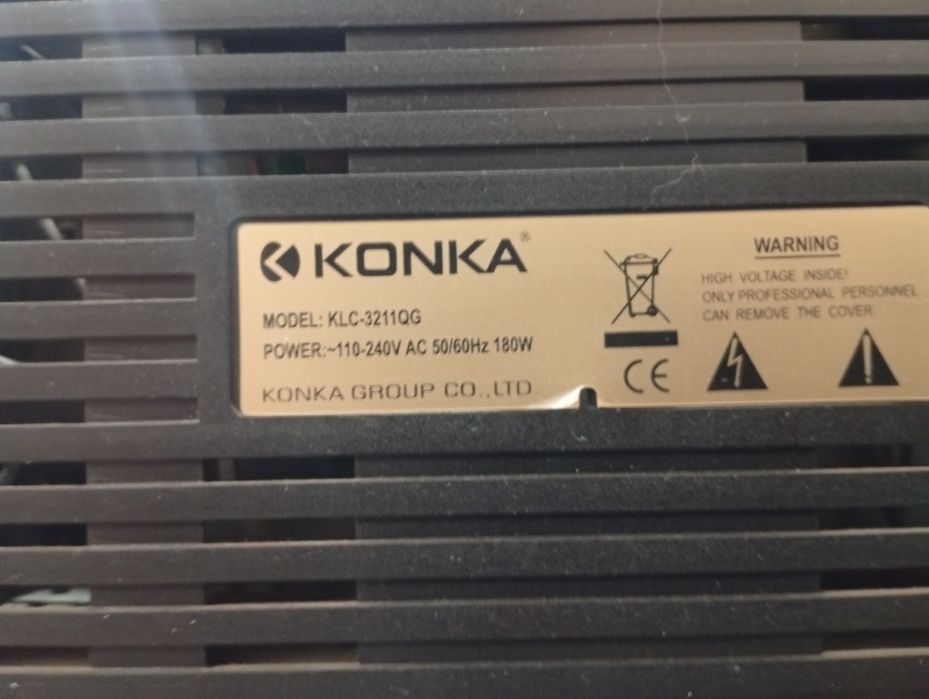 KONKA®
MODEL: KLC-3211QG
POWER:~110-240V AC 50/60Hz 180W
KONKA GROUP CO.,LTD
CE
WARNING
HIGH VOLTAGE INSIDE!
ONLY PROFESSIONAL PERSONNEL
CAN REMOVE THE COVER.